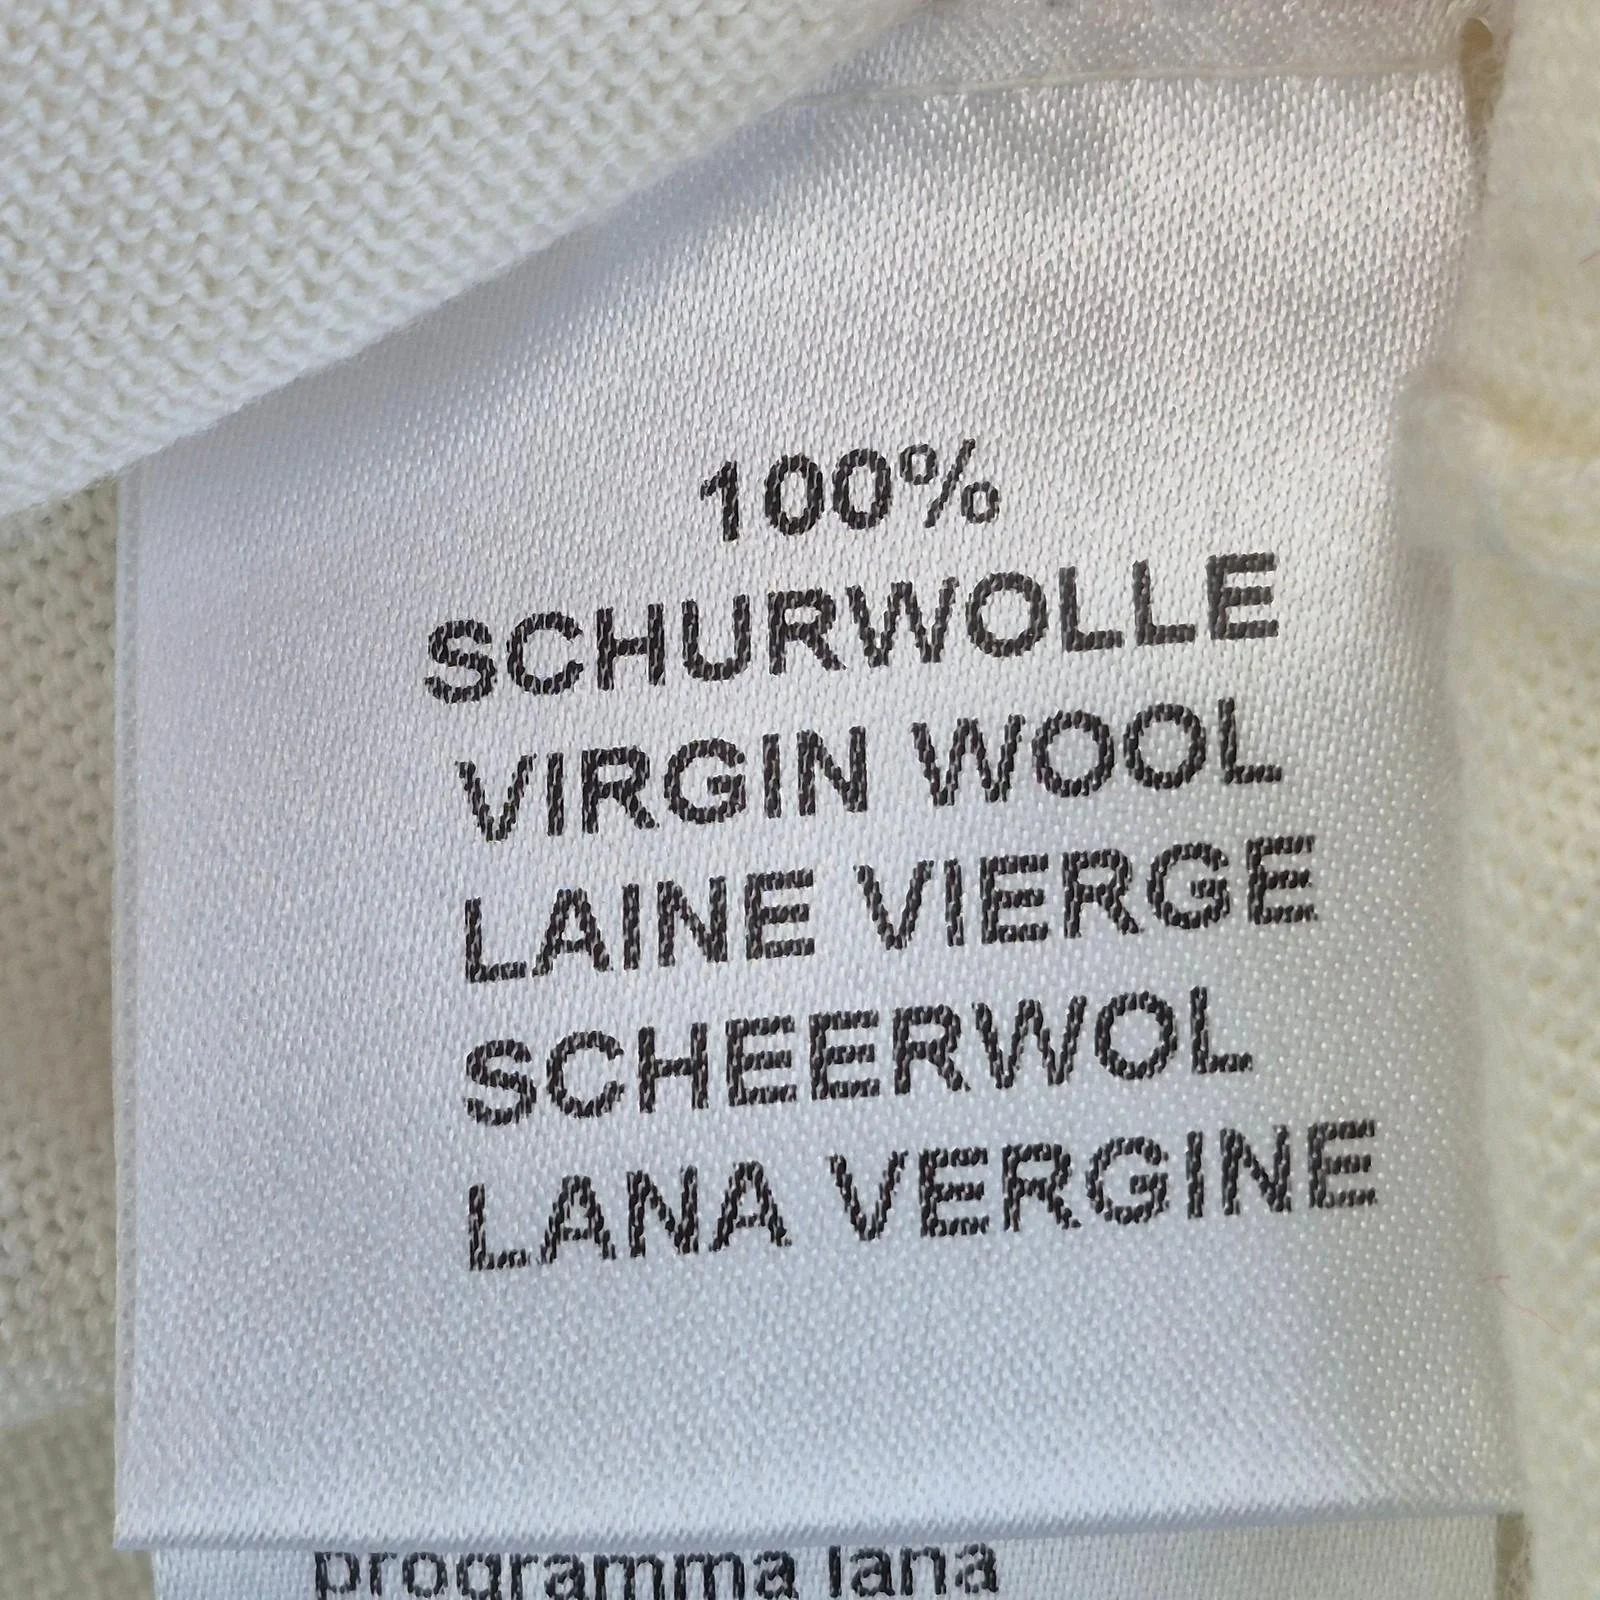 100%
SCHURWOLLE
VIRGIN WOOL
LAINE VIERGE
SCHEERWOL
LANA VERGINE
programma lana